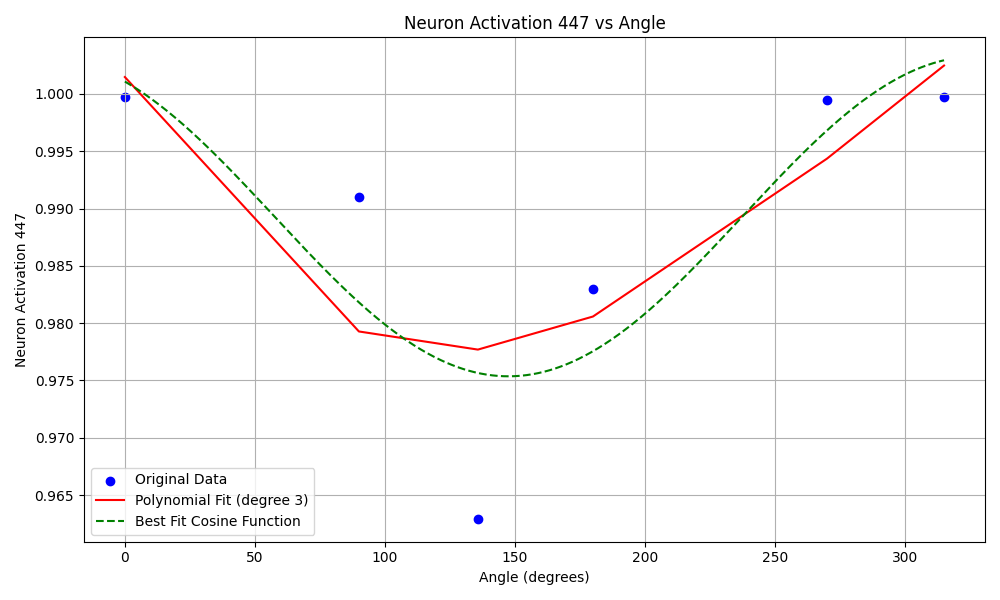 Neuron Activation 447 vs Angle
Neuron Activation 447
1.000
0.995
0.990
0.985
0.980
0.975
0.970
0.965
Original Data
Polynomial Fit (degree 3)
Best Fit Cosine Function
0 50 100 150 200 250 300
Angle (degrees)